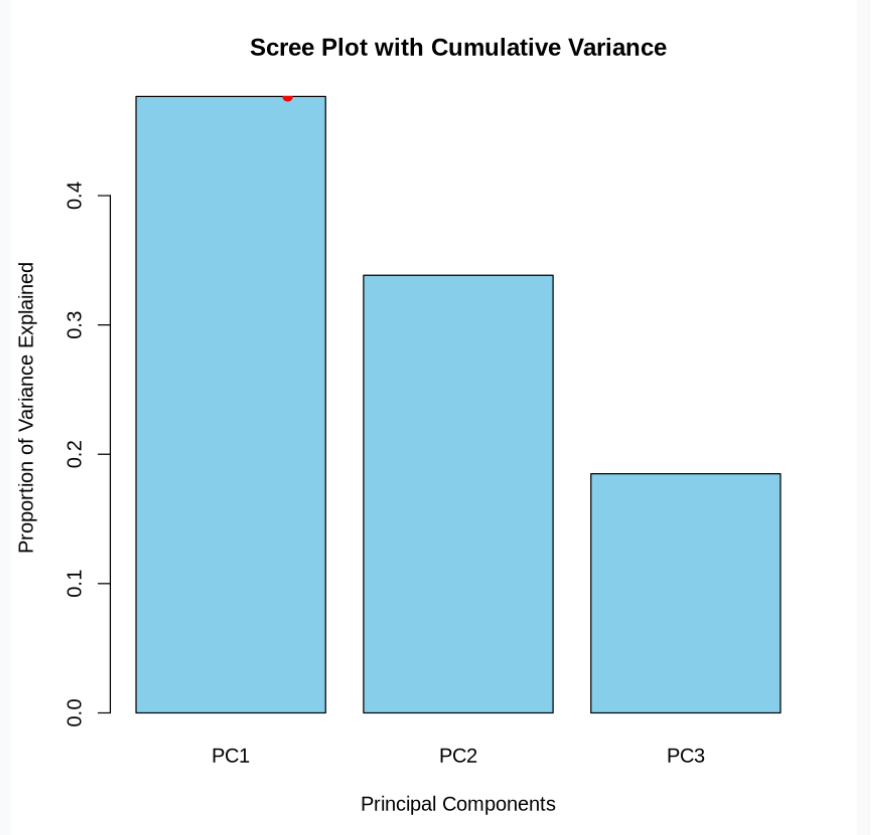 Scree Plot with Cumulative Variance
Proportion of Variance Explained
0.4
0.3
0.2
0.1
0.0
PC1 PC2 PC3
Principal Components